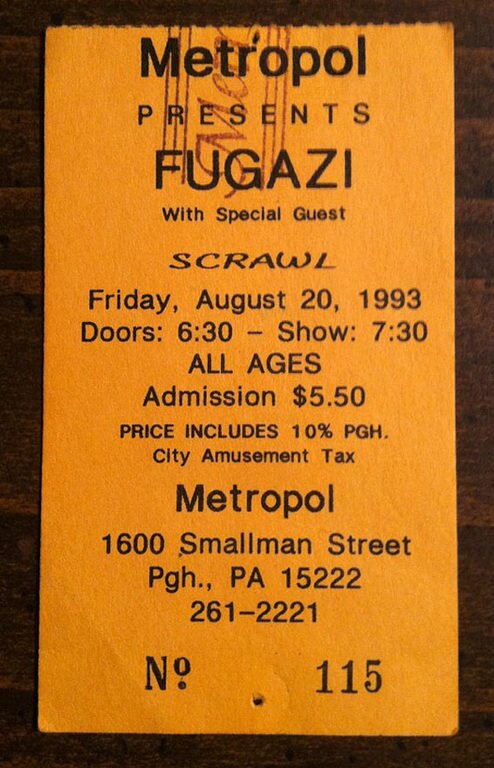 Metropol
PRESENTS
FUGAZI
With Special Guest
SCRAWL
Friday, August 20, 1993
Doors: 6:30 – Show: 7:30
ALL AGES
Admission $5.50
PRICE INCLUDES 10% PGH.
City Amusement Tax
Metropol
1600 Smallman Street
Pgh., PA 15222
261–2221
Nº 115